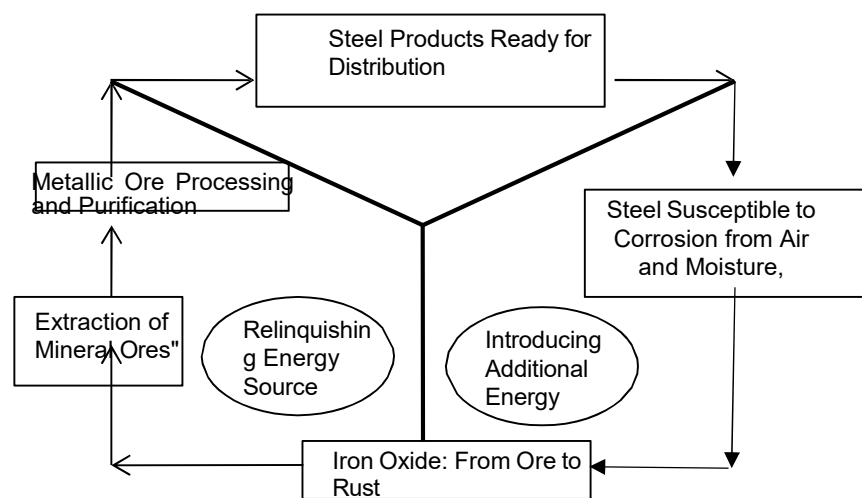 Steel Products Ready for
Distribution
Metallic Ore Processing
and Purification
Steel Susceptible to
Corrosion from Air
and Moisture,
Extraction of
Mineral Ores"
Relinquishin
g Energy
Source
Introducing
Additional
Energy
Iron Oxide: From Ore to
Rust